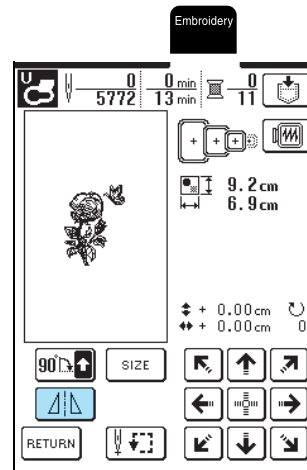 Embroidery
U
0 0 min 0
5772 13 min 11
9.2 cm
6.9 cm
+ 0.00 cm
+ 0.00 cm 0
90° SIZE
RETURN